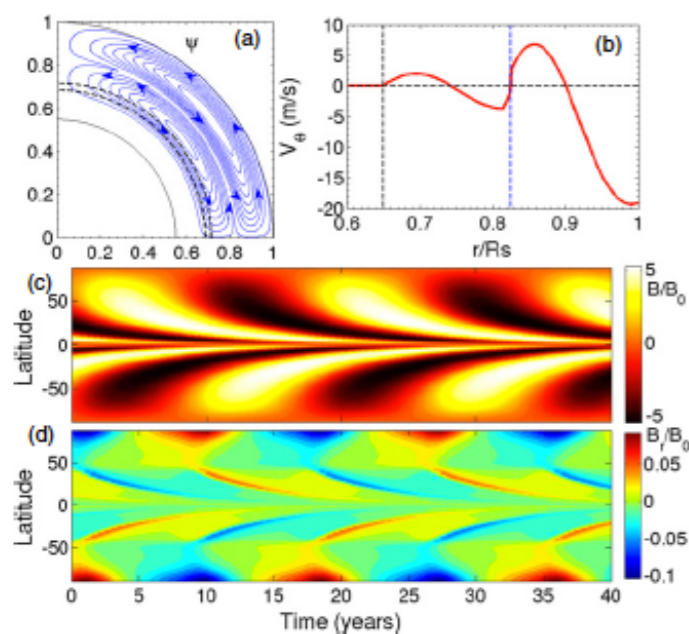 (a)
ψ
1
0.8
0.6
0.4
0.2
0
0 0.2 0.4 0.6 0.8 1
(b)
V_θ (m/s)
10
5
0
-5
-10
-15
-20
0.6 0.7 0.8 0.9 1
r/Rs
(c)
Latitude
50
0
-50
5
B/B_0
0
-5
(d)
Latitude
50
0
-50
B_r/B_0
0.05
0
-0.1
0 5 10 15 20 25 30 35 40
Time (years)